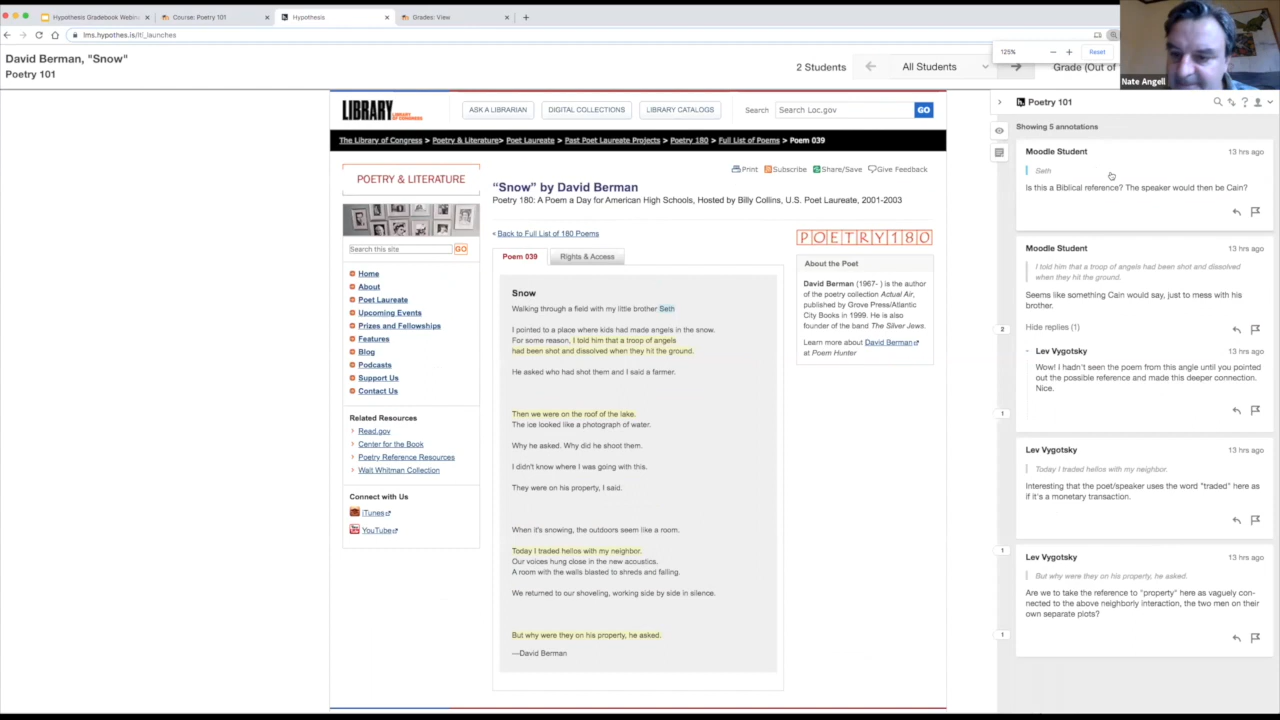 Hypothesis Gradebook Webin
Course: Poetry 101
Hypothesis
Grades: View
lms.hypothes.is/lti_launches
David Berman, "Snow"
Poetry 101
2 Students
All Students
Grade (Out of
125%
Reset
Nate Angell
LIBRARY
LIBRARY OF CONGRESS
ASK A LIBRARIAN
DIGITAL COLLECTIONS
LIBRARY CATALOGS
Search
Search Loc.gov
GO
The Library of Congress > Poetry & Literature > Poet Laureate > Past Poet Laureate Projects > Poetry 180 > Full List of Poems > Poem 039
POETRY & LITERATURE
Search this site
GO
Home
About
Poet Laureate
Upcoming Events
Prizes and Fellowships
Features
Blog
Podcasts
Support Us
Contact Us
Related Resources
Read.gov
Center for the Book
Poetry Reference Resources
Walt Whitman Collection
Connect with Us
iTunes
YouTube
Print
Subscribe
Share/Save
Give Feedback
“Snow” by David Berman
Poetry 180: A Poem a Day for American High Schools, Hosted by Billy Collins, U.S. Poet Laureate, 2001-2003
< Back to Full List of 180 Poems
POETRY180
Poem 039
Rights & Access
Snow
Walking through a field with my little brother Seth
I pointed to a place where kids had made angels in the snow.
For some reason, I told him that a troop of angels
had been shot and dissolved when they hit the ground.
He asked who had shot them and I said a farmer.
Then we were on the roof of the lake.
The ice looked like a photograph of water.
Why he asked. Why did he shoot them.
I didn't know where I was going with this.
They were on his property, I said.
When it's snowing, the outdoors seem like a room.
Today I traded hellos with my neighbor.
Our voices hung close in the new acoustics.
A room with the walls blasted to shreds and falling.
We returned to our shoveling, working side by side in silence.
But why were they on his property, he asked.
—David Berman
About the Poet
David Berman (1967- ) is the author
of the poetry collection Actual Air,
published by Grove Press/Atlantic
City Books in 1999. He is also
founder of the band The Silver Jews.
Learn more about David Berman
at Poem Hunter
Poetry 101
Showing 5 annotations
Moodle Student
13 hrs ago
Seth
Is this a Biblical reference? The speaker would then be Cain?
Moodle Student
13 hrs ago
I told him that a troop of angels had been shot and dissolved
when they hit the ground.
Seems like something Cain would say, just to mess with his
brother.
Hide replies (1)
2
Lev Vygotsky
13 hrs ago
Wow! I hadn't seen the poem from this angle until you pointed
out the possible reference and made this deeper connection.
Nice.
1
Lev Vygotsky
13 hrs ago
Today I traded hellos with my neighbor.
Interesting that the poet/speaker uses the word "traded" here as
if it's a monetary transaction.
1
Lev Vygotsky
13 hrs ago
But why were they on his property, he asked.
Are we to take the reference to "property" here as vaguely con-
nected to the above neighborly interaction, the two men on their
own separate plots?
1